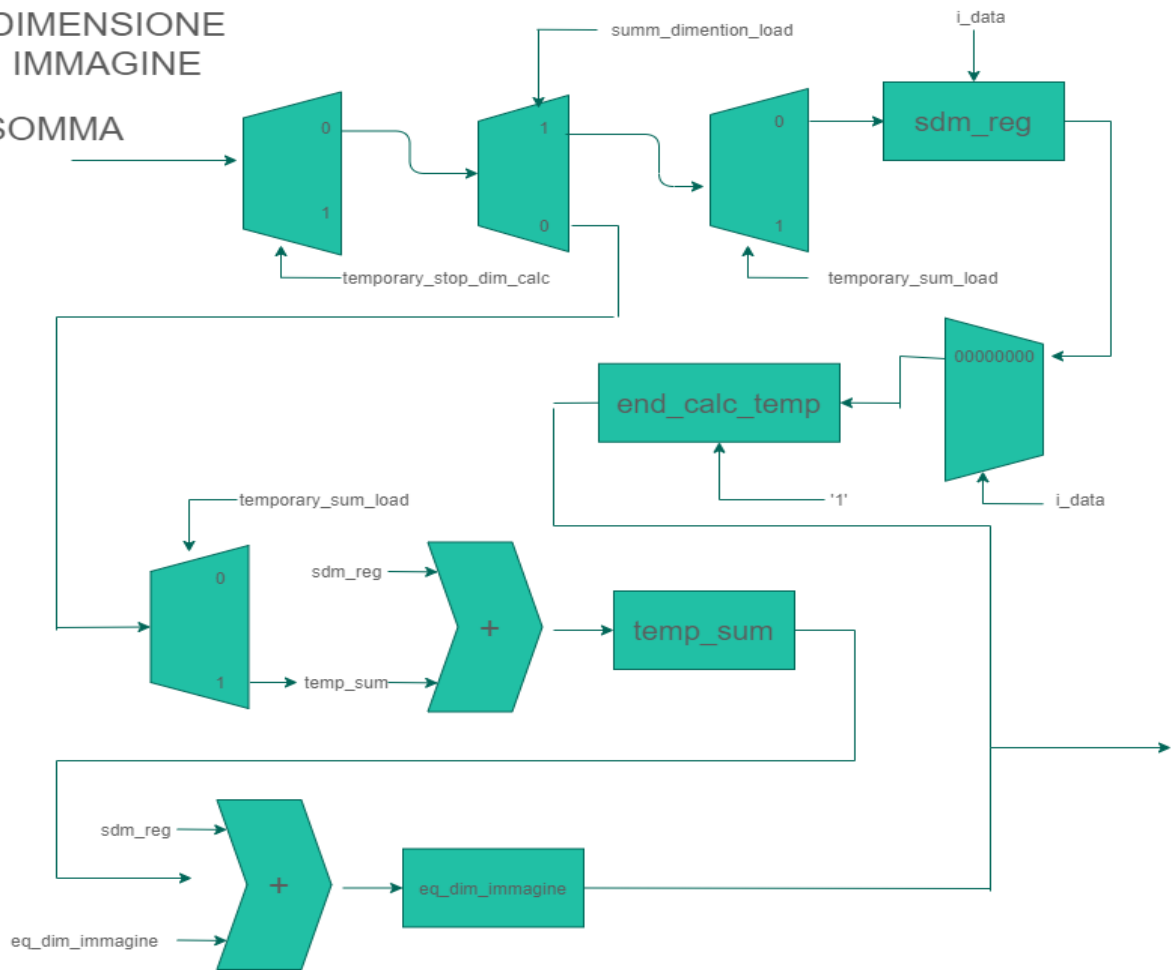 DIMENSIONE
IMMAGINE
SOMMA
i_data
summ_dimention_load
0
1
0
sdm_reg
1
0
1
temporary_stop_dim_calc
temporary_sum_load
00000000
end_calc_temp
'1'
i_data
temporary_sum_load
0
sdm_reg
+
temp_sum
1
temp_sum
sdm_reg
+
eq_dim_immagine
eq_dim_immagine